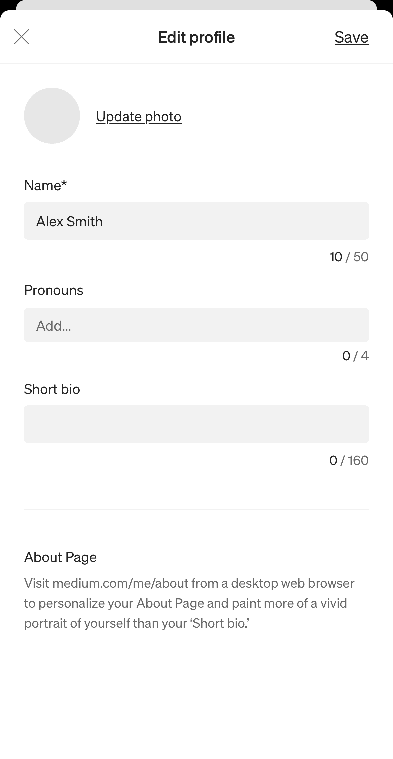 Edit profile
Save
Update photo
Name*
Alex Smith
10 / 50
Pronouns
Add...
0 / 4
Short bio
0 / 160
About Page
Visit medium.com/me/about from a desktop web browser
to personalize your About Page and paint more of a vivid
portrait of yourself than your ‘Short bio.’